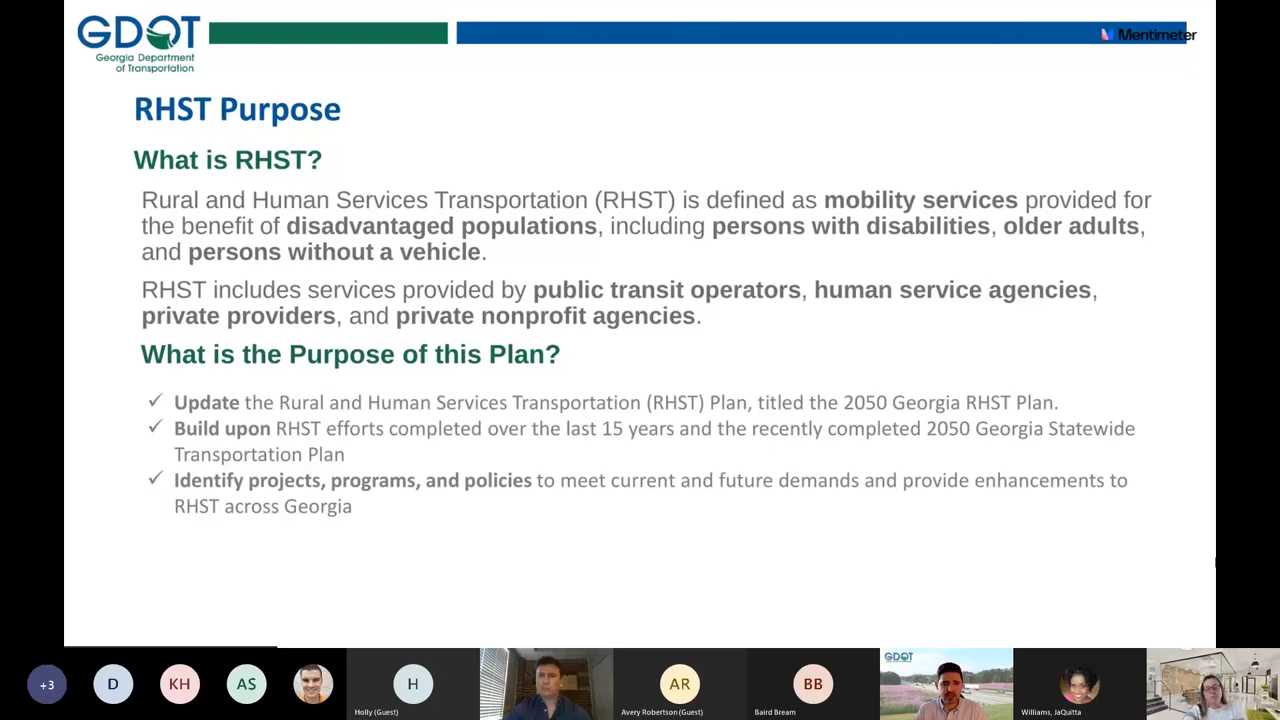 GDOT
Georgia Department
of Transportation
Mentimeter
RHST Purpose
What is RHST?
Rural and Human Services Transportation (RHST) is defined as mobility services provided for
the benefit of disadvantaged populations, including persons with disabilities, older adults,
and persons without a vehicle.
RHST includes services provided by public transit operators, human service agencies,
private providers, and private nonprofit agencies.
What is the Purpose of this Plan?
✓ Update the Rural and Human Services Transportation (RHST) Plan, titled the 2050 Georgia RHST Plan.
✓ Build upon RHST efforts completed over the last 15 years and the recently completed 2050 Georgia Statewide
Transportation Plan
✓ Identify projects, programs, and policies to meet current and future demands and provide enhancements to
RHST across Georgia
+3
D
KH
AS
H
Holly (Guest)
AR
Avery Robertson (Guest)
BB
Baird Bream
GDOT
Williams, JaQuitta